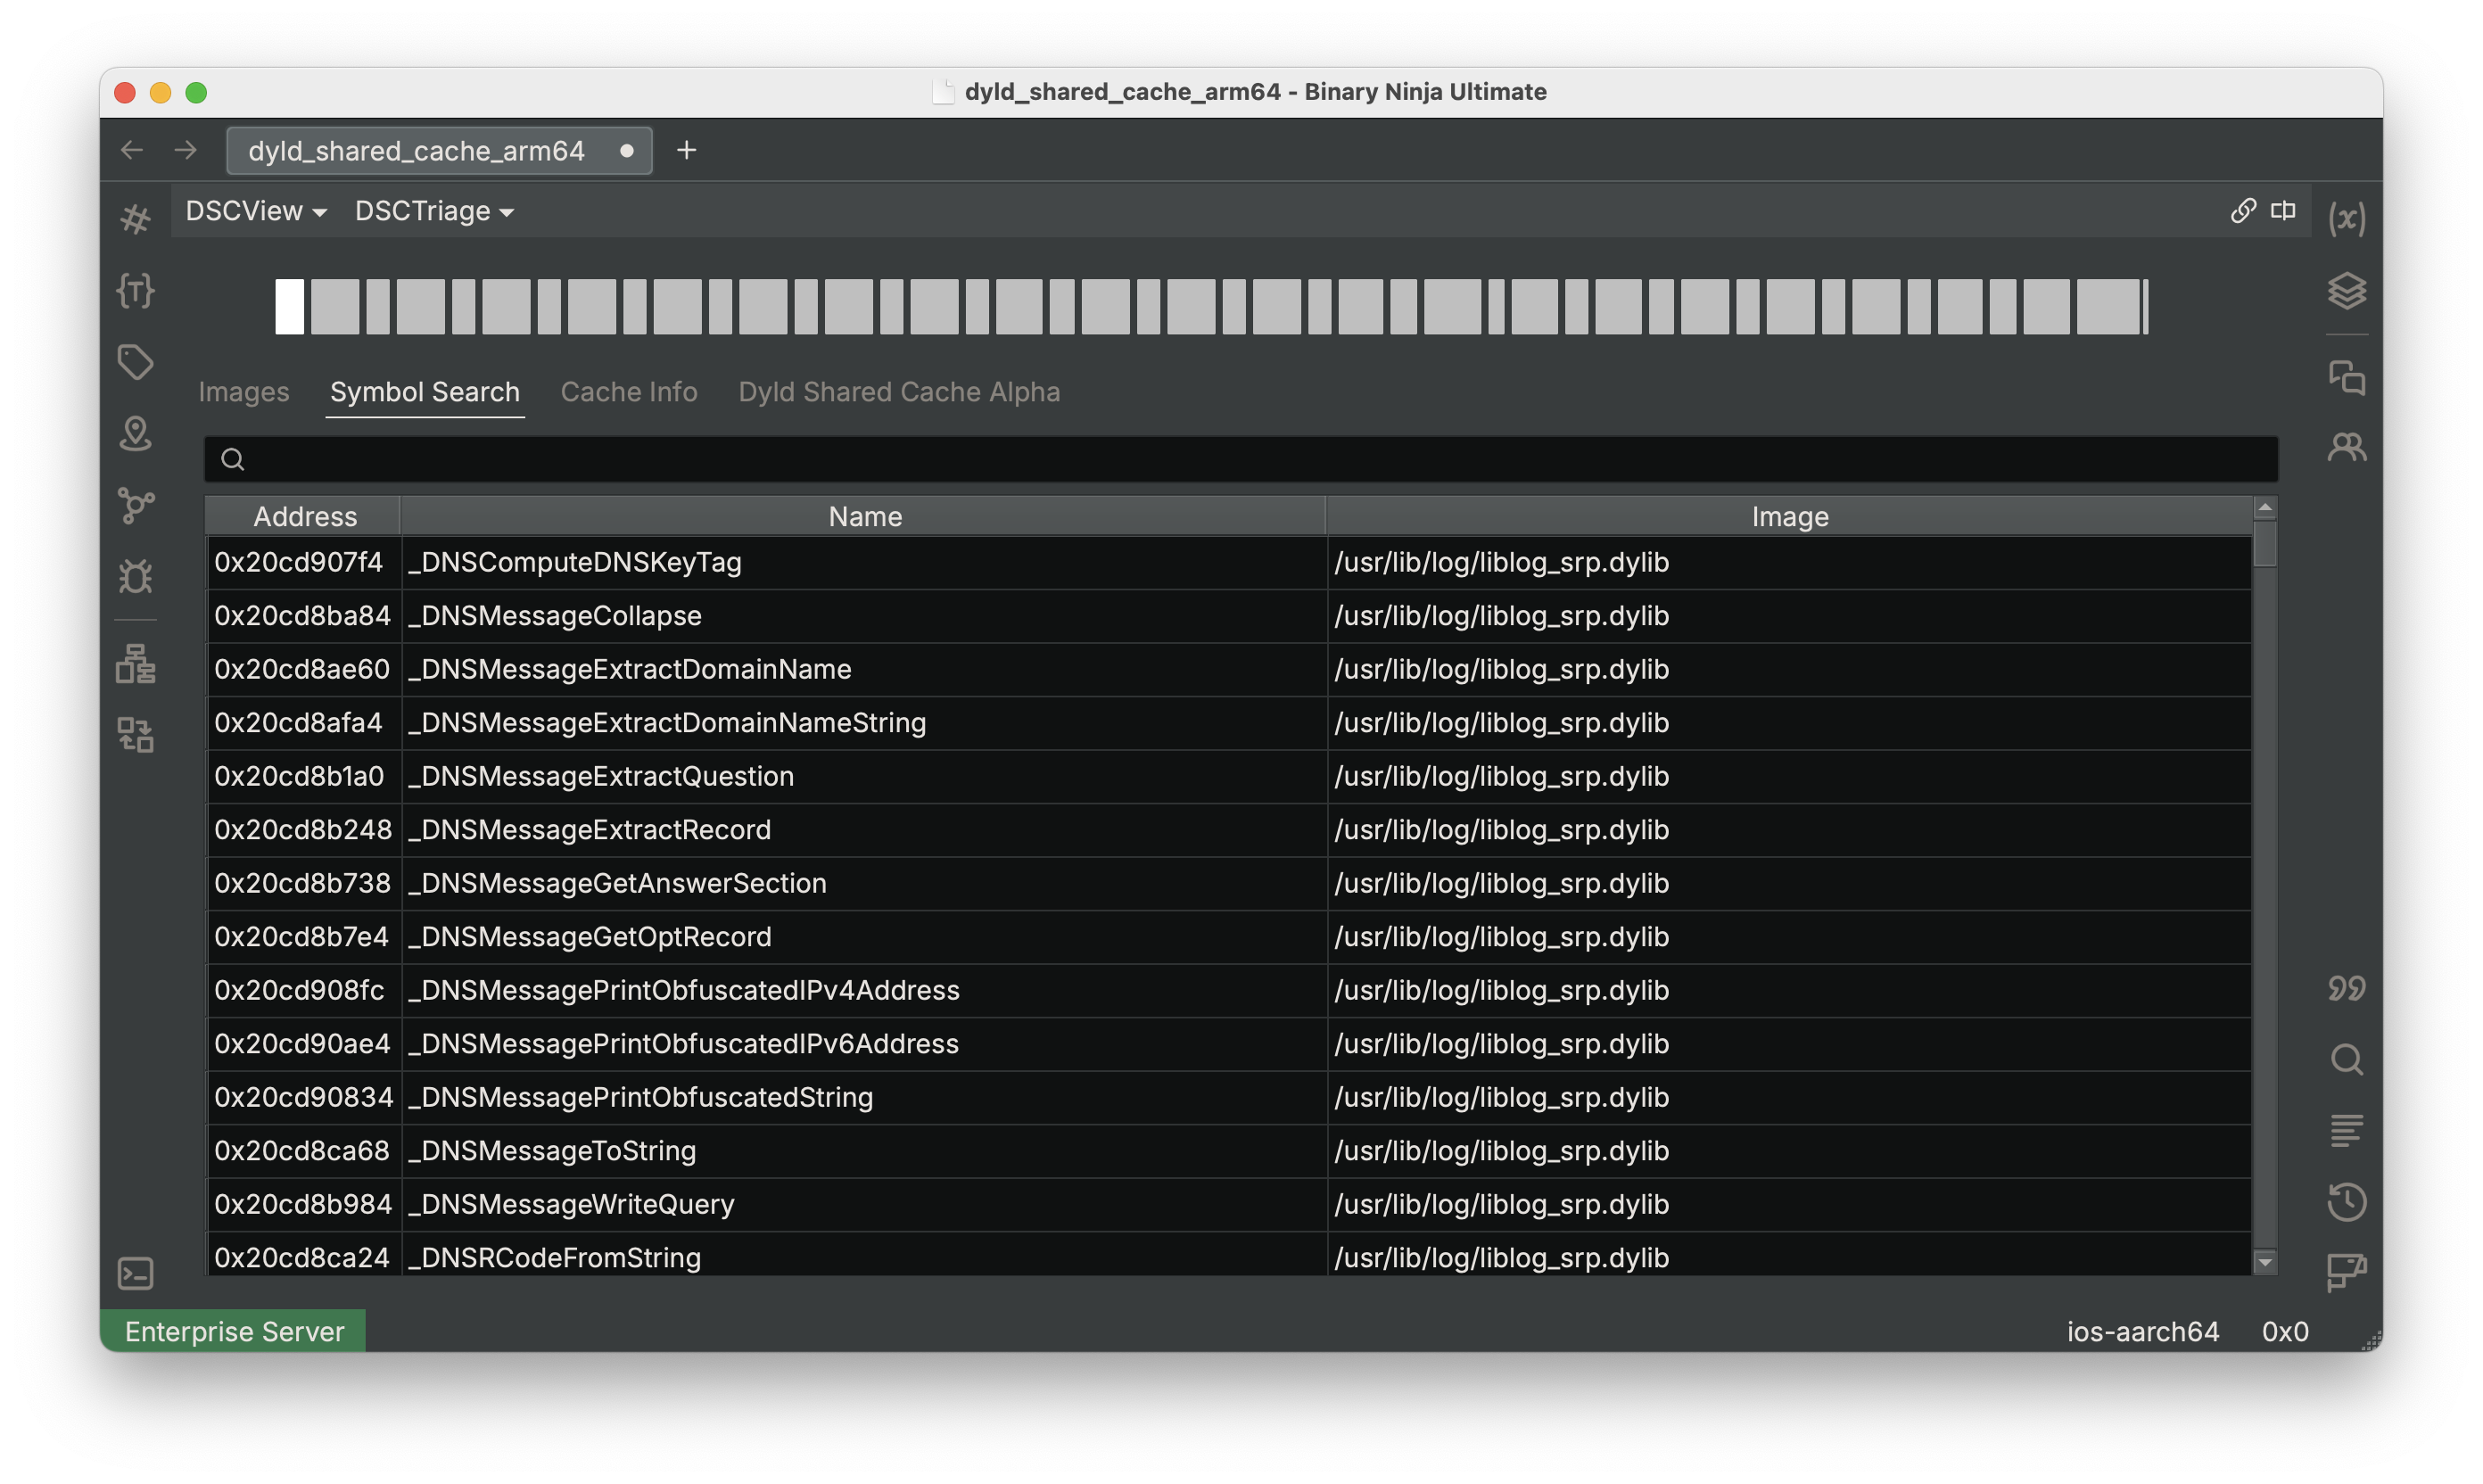 dyld_shared_cache_arm64 - Binary Ninja Ultimate
dyld_shared_cache_arm64
DSCView DSCTriage
Images Symbol Search Cache Info Dyld Shared Cache Alpha
Address Name Image
0x20cd907f4 _DNSComputeDNSKeyTag /usr/lib/log/liblog_srp.dylib
0x20cd8ba84 _DNSMessageCollapse /usr/lib/log/liblog_srp.dylib
0x20cd8ae60 _DNSMessageExtractDomainName /usr/lib/log/liblog_srp.dylib
0x20cd8afa4 _DNSMessageExtractDomainNameString /usr/lib/log/liblog_srp.dylib
0x20cd8b1a0 _DNSMessageExtractQuestion /usr/lib/log/liblog_srp.dylib
0x20cd8b248 _DNSMessageExtractRecord /usr/lib/log/liblog_srp.dylib
0x20cd8b738 _DNSMessageGetAnswerSection /usr/lib/log/liblog_srp.dylib
0x20cd8b7e4 _DNSMessageGetOptRecord /usr/lib/log/liblog_srp.dylib
0x20cd908fc _DNSMessagePrintObfuscatedIPv4Address /usr/lib/log/liblog_srp.dylib
0x20cd90ae4 _DNSMessagePrintObfuscatedIPv6Address /usr/lib/log/liblog_srp.dylib
0x20cd90834 _DNSMessagePrintObfuscatedString /usr/lib/log/liblog_srp.dylib
0x20cd8ca68 _DNSMessageToString /usr/lib/log/liblog_srp.dylib
0x20cd8b984 _DNSMessageWriteQuery /usr/lib/log/liblog_srp.dylib
0x20cd8ca24 _DNSRCodeFromString /usr/lib/log/liblog_srp.dylib
Enterprise Server ios-aarch64 0x0